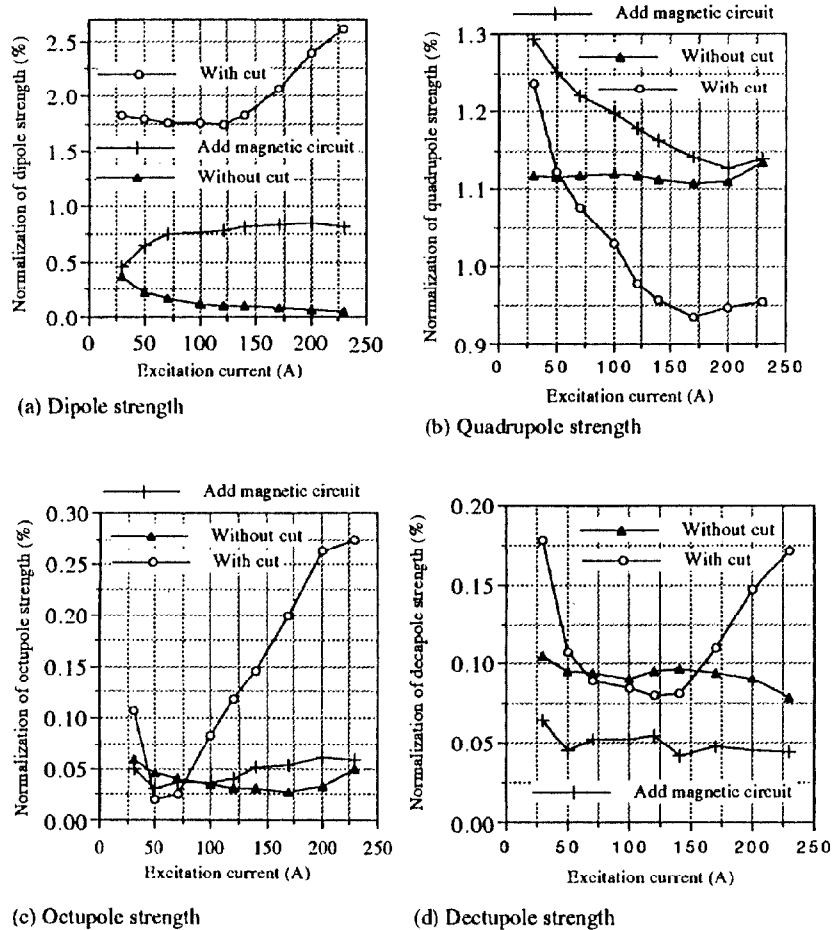 Normalization of dipole strength (%)
2.5
2.0
1.5
1.0
0.5
0.0
With cut
Add magnetic circuit
Without cut
0 50 100 150 200 250
Excitation current (A)
(a) Dipole strength
Add magnetic circuit
Normalization of quadrupole strength (%)
1.3
1.2
1.1
1.0
0.9
Without cut
With cut
0 50 100 150 200 250
Excitation current (A)
(b) Quadrupole strength
Add magnetic circuit
Normalization of octupole strength (%)
0.30
0.25
0.20
0.15
0.10
0.05
0.00
Without cut
With cut
0 50 100 150 200 250
Excitation current (A)
(c) Octupole strength
Normalization of decapole strength (%)
0.20
0.15
0.10
0.05
0.00
Without cut
With cut
Add magnetic circuit
0 50 100 150 200 250
Excitation current (A)
(d) Dectupole strength